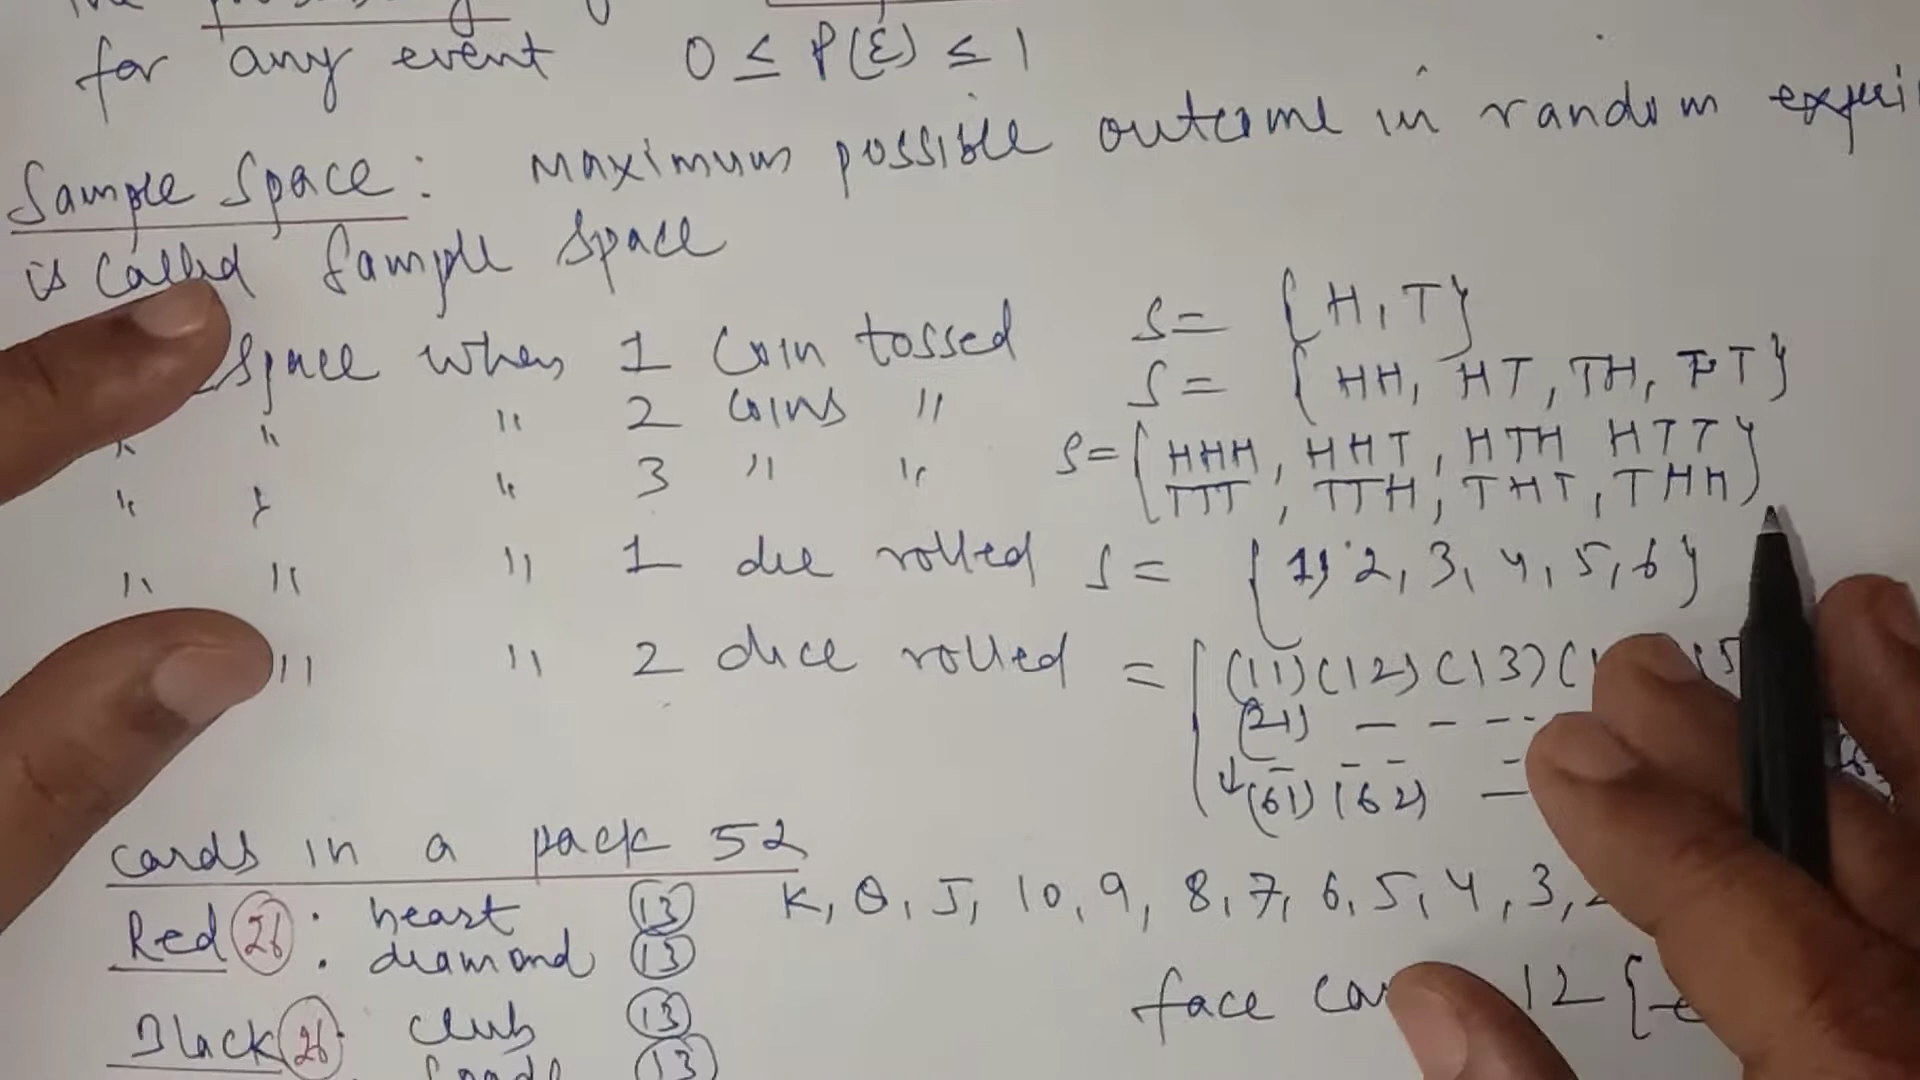 the
for any event 0 ≤ P(E) ≤ 1
Sample Space: Maximum possible outcome in random
is called Sample Space
Space when 1 Coin tossed S= {H, T}
" " 2 coins " S= {HH, HT, TH, TT}
" " " 3 " " S= {HHH, HHT, HTH HTT
TTT, TTH, THT, THH}
" " " 1 die rolled S= {1, 2, 3, 4, 5, 6}
" " 2 dice rolled = {(11) (12) (13) (1 15
(21) — — — -
(61) (62) —
cards in a pack 52
Red 26 : heart 13 K, Q, J, 10, 9, 8, 7, 6, 5, 4, 3,
: diamond 13
face 12 {
Black 26 : club 13
13